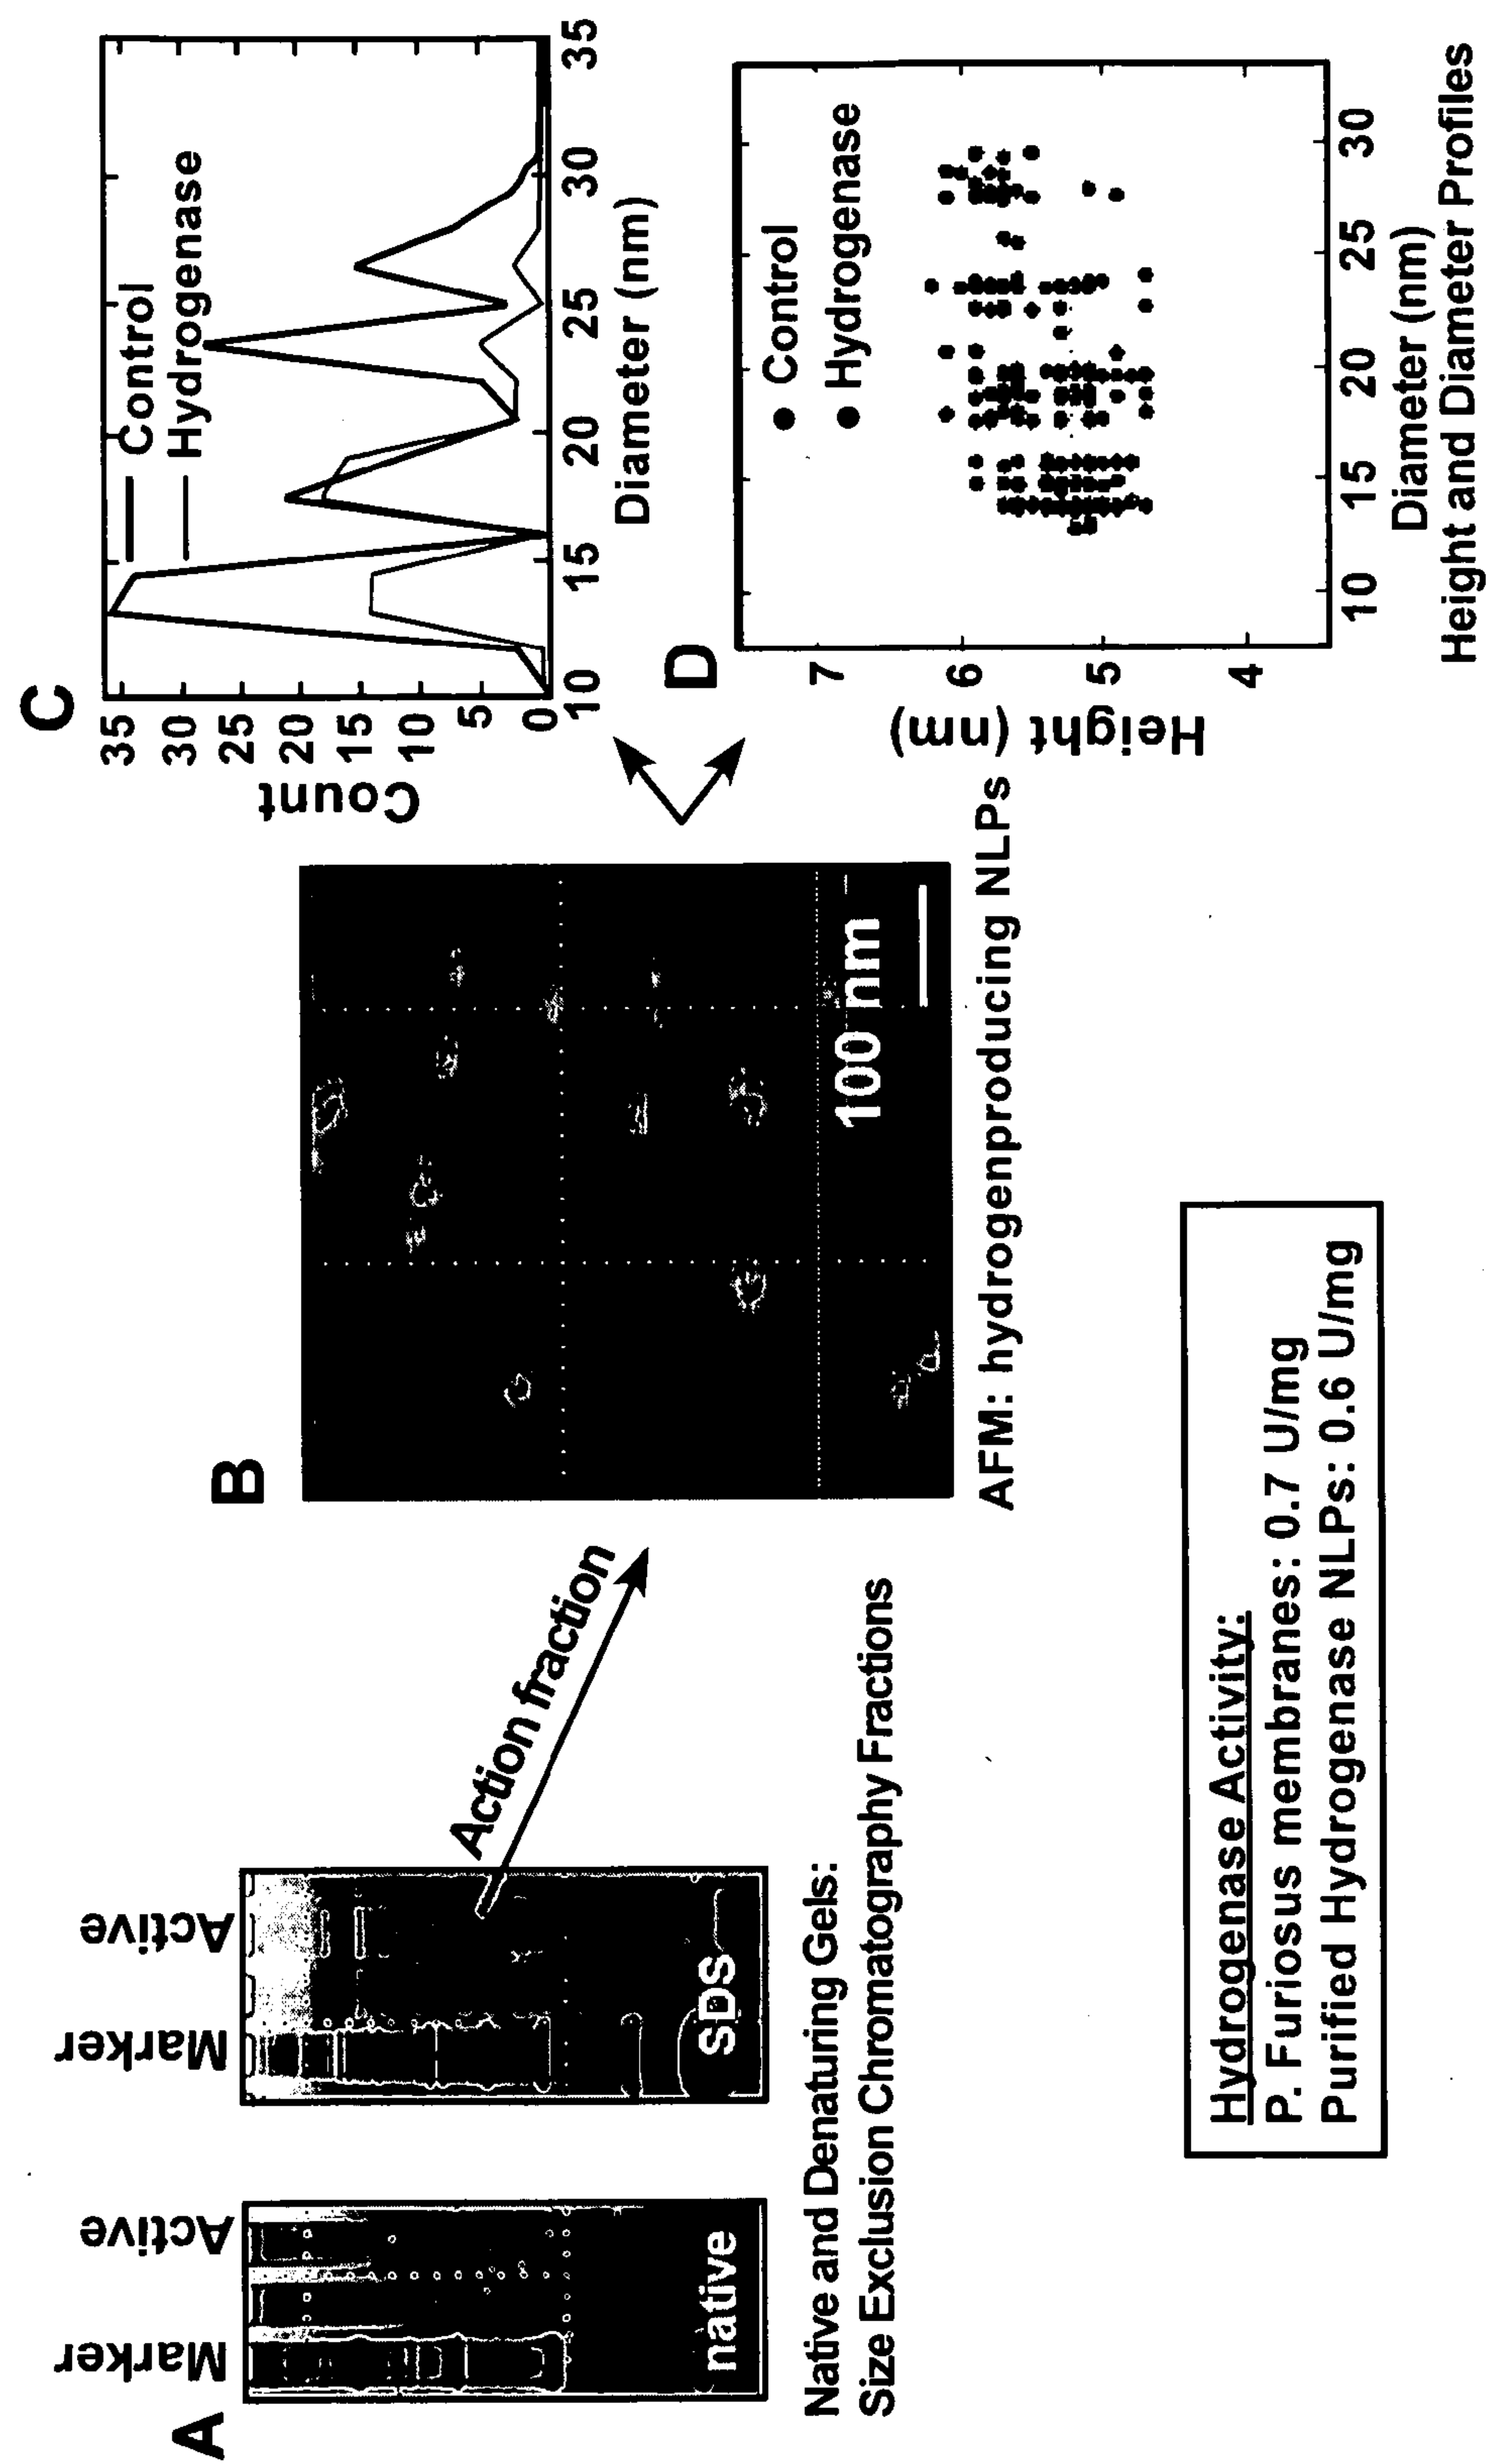 A
Marker
Active
native
Marker
Active
SDS
Native and Denaturing Gels:
Size Exclusion Chromatography Fractions
Action fraction
B
100 nm
AFM: hydrogenproducing NLPs
C
Count
35
30
25
20
15
10
5
0
Control
Hydrogenase
10 15 20 25 30 35
Diameter (nm)
D
Height (nm)
7
6
5
4
Control
Hydrogenase
10 15 20 25 30
Diameter (nm)
Height and Diameter Profiles
Hydrogenase Activity:
P. Furiosus membranes: 0.7 U/mg
Purified Hydrogenase NLPs: 0.6 U/mg